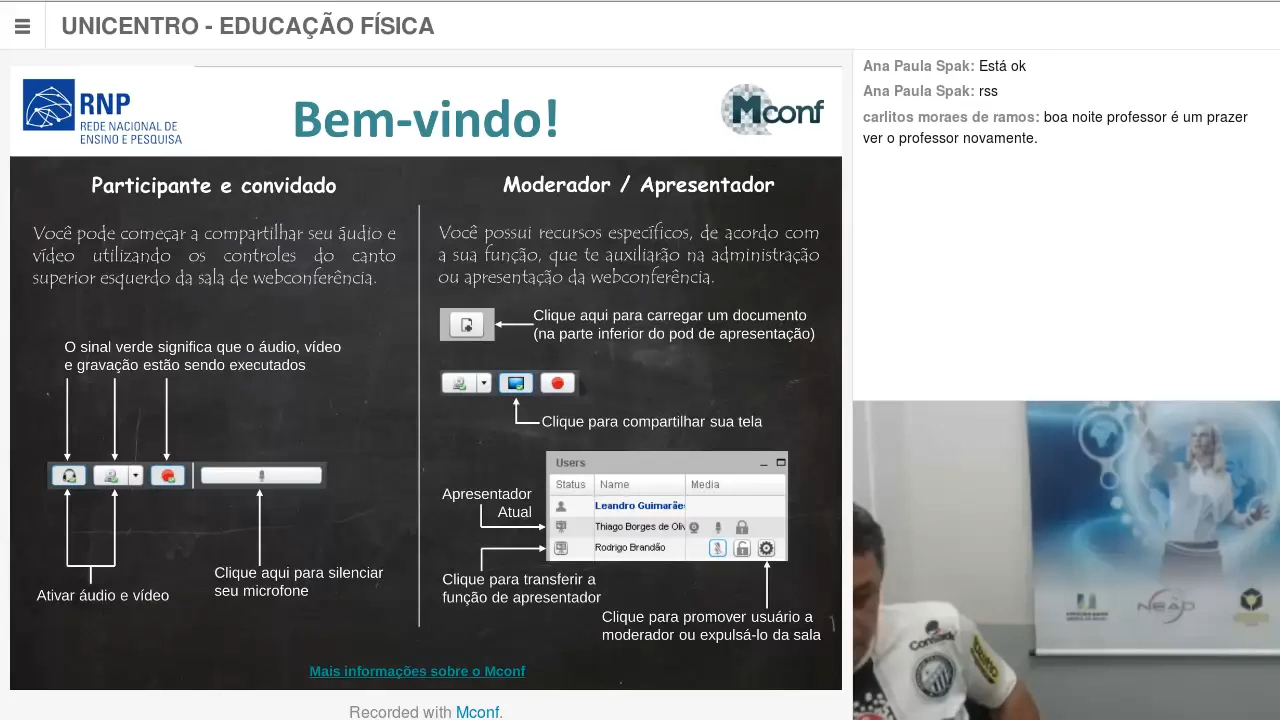 UNICENTRO - EDUCAÇÃO FÍSICA
RNP
REDE NACIONAL DE
ENSINO E PESQUISA
Bem-vindo!
Mconf
Participante e convidado
Você pode começar a compartilhar seu áudio e
vídeo utilizando os controles do canto
superior esquerdo da sala de webconferência.
O sinal verde significa que o áudio, vídeo
e gravação estão sendo executados
Ativar áudio e vídeo
Clique aqui para silenciar
seu microfone
Moderador / Apresentador
Você possui recursos específicos, de acordo com
a sua função, que te auxiliarão na administração
ou apresentação da webconferência.
Clique aqui para carregar um documento
(na parte inferior do pod de apresentação)
Clique para compartilhar sua tela
Users
Status Name Media
Leandro Guimarães
Thiago Borges de Oliv
Rodrigo Brandão
Apresentador
Atual
Clique para transferir a
função de apresentador
Clique para promover usuário a
moderador ou expulsá-lo da sala
Mais informações sobre o Mconf
Recorded with Mconf.
Ana Paula Spak: Está ok
Ana Paula Spak: rss
carlitos moraes de ramos: boa noite professor é um prazer
ver o professor novamente.
NEAD